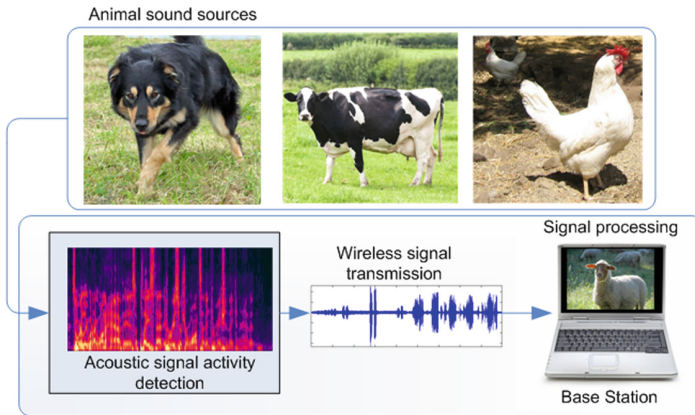 Animal sound sources
Signal processing
Wireless signal
transmission
Acoustic signal activity
detection
Base Station